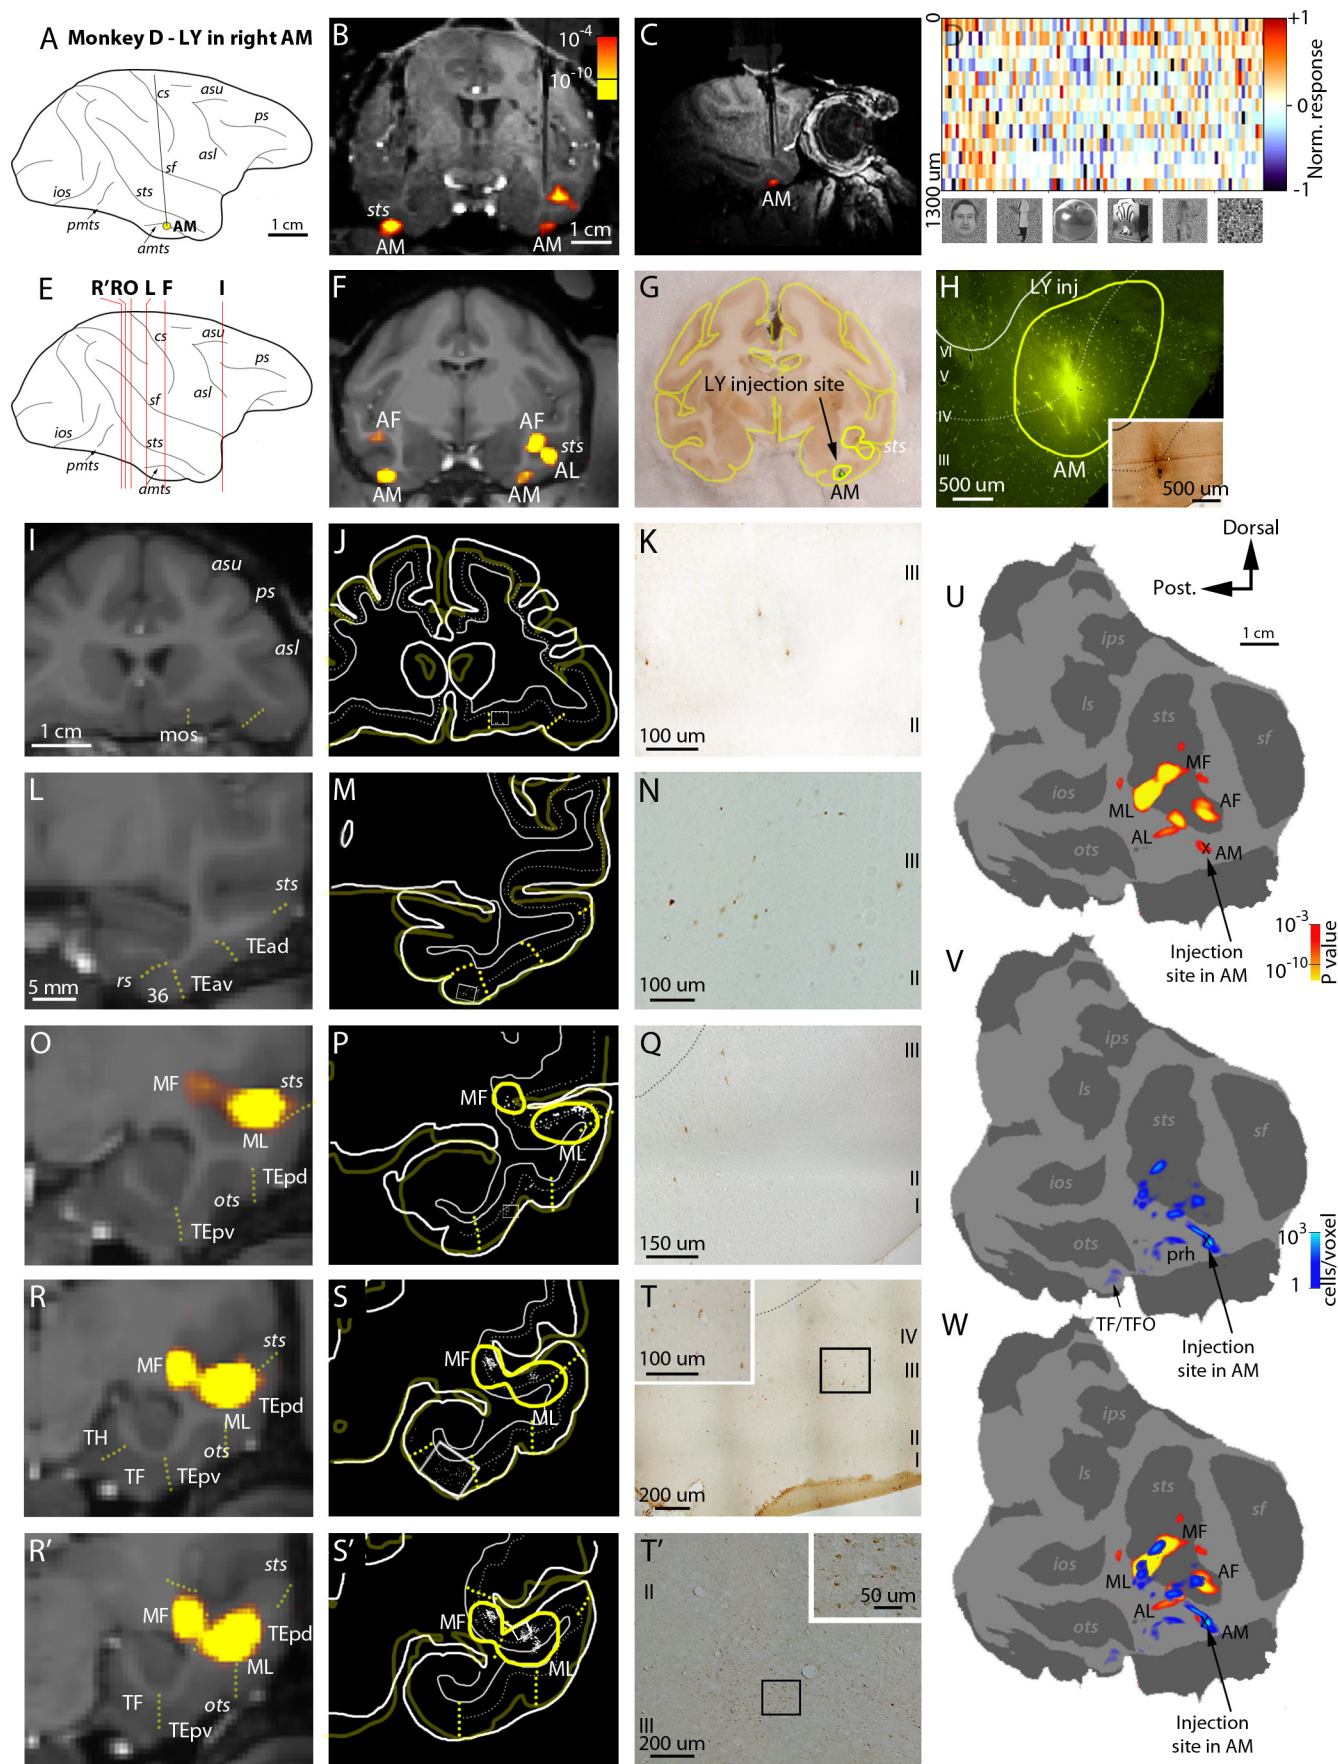 A Monkey D - LY in right AM
cs
asu
ps
asl
sf
ios
sts
pmts
amts
AM
1 cm
B
10-4
10-10
sts
AM
AM
1 cm
C
AM
D
0
1300 um
+1
0
-1
Norm. response
E
R'RO L F I
cs
asu
ps
asl
sf
ios
sts
pmts
amts
F
AF
AF
sts
AL
AM
AM
G
LY injection site
sts
AM
H
LY inj
VI
V
IV
III
AM
500 um
500 um
I
asu
ps
asl
mos
1 cm
J
K
III
II
100 um
L
sts
TEad
TEav
rs
36
5 mm
M
N
III
II
100 um
O
MF
sts
ML
TEpd
ots
TEpv
P
MF
ML
Q
III
II
I
150 um
R
MF
sts
TEpd
ML
TH
ots
TF
TEpv
S
MF
ML
T
100 um
IV
III
II
I
200 um
R'
sts
MF
TEpd
ML
TF
ots
TEpv
S'
MF
ML
T'
II
50 um
III
200 um
Dorsal
Post.
U
1 cm
ips
ls
sts
sf
MF
ios
ML
AF
AL
ots
AM
Injection
site in AM
10-3
10-10
P value
V
ips
ls
sts
sf
ios
ots
prh
TF/TFO
Injection
site in AM
103
1
cells/voxel
W
ips
ls
sts
sf
MF
ios
ML
AF
AL
ots
AM
Injection
site in AM